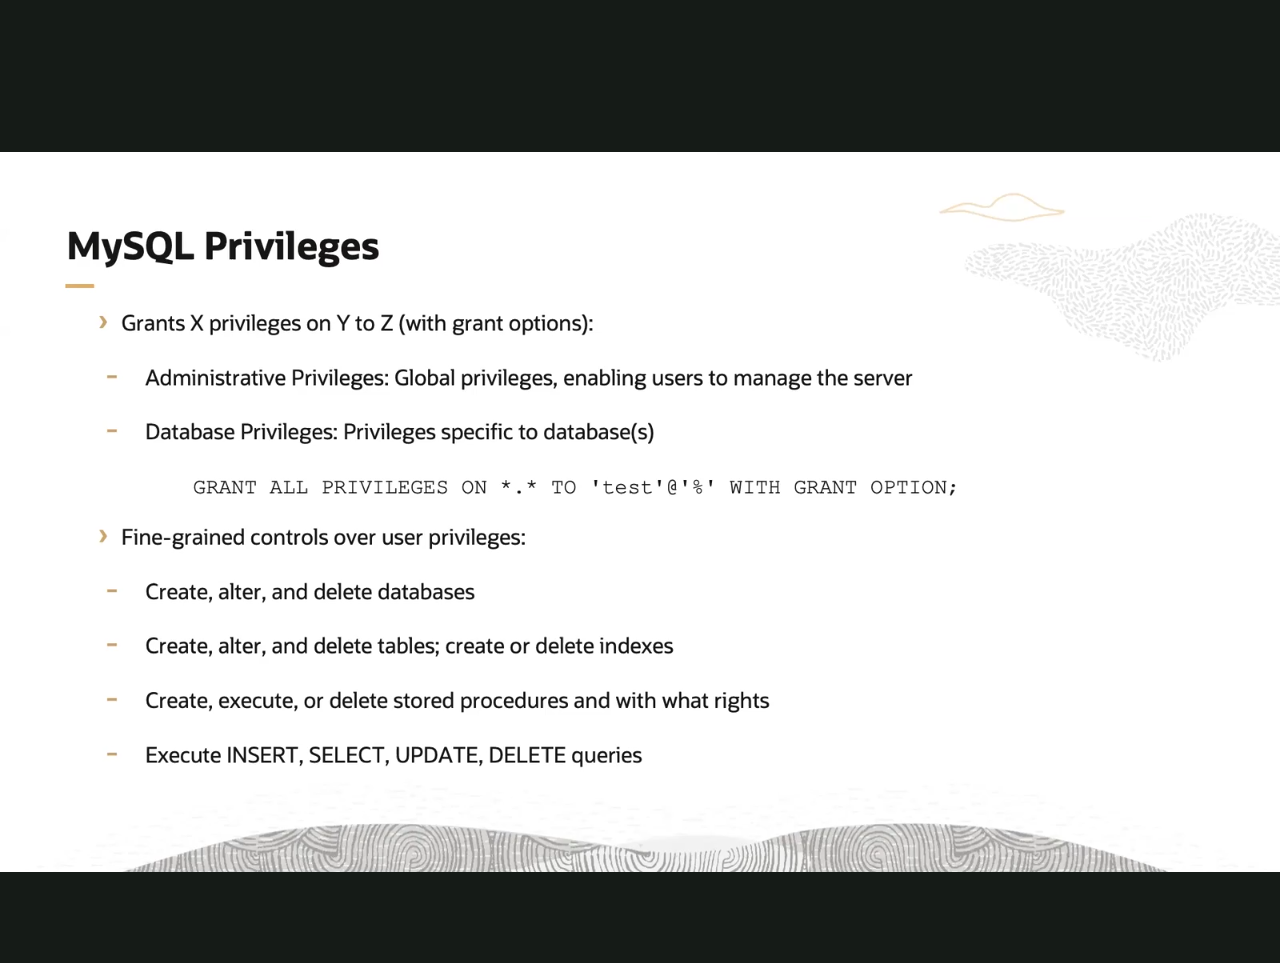 MySQL Privileges
› Grants X privileges on Y to Z (with grant options):
– Administrative Privileges: Global privileges, enabling users to manage the server
– Database Privileges: Privileges specific to database(s)
GRANT ALL PRIVILEGES ON *.* TO 'test'@'%' WITH GRANT OPTION;
› Fine-grained controls over user privileges:
– Create, alter, and delete databases
– Create, alter, and delete tables; create or delete indexes
– Create, execute, or delete stored procedures and with what rights
– Execute INSERT, SELECT, UPDATE, DELETE queries